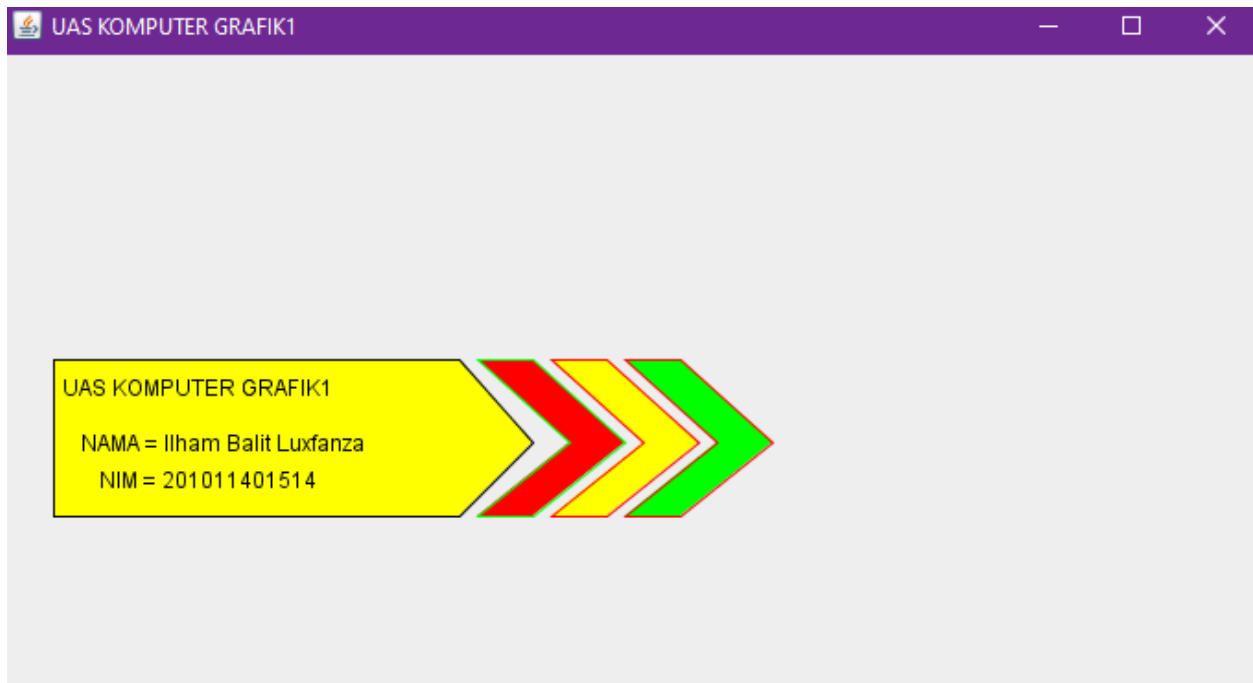 UAS KOMPUTER GRAFIK1
UAS KOMPUTER GRAFIK1
NAMA = Ilham Balit Luxfanza
NIM = 201011401514